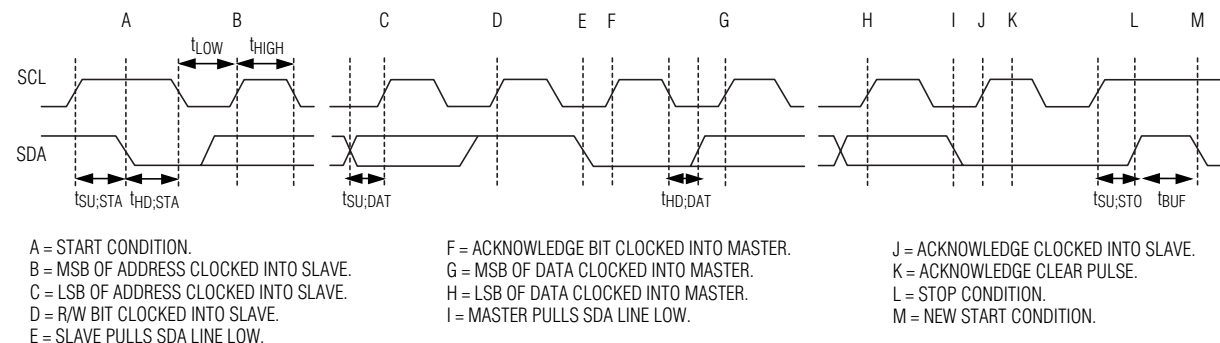 A B C D E F G H I J K L M
tLOW tHIGH
SCL
SDA
tSU;STA tHD;STA tSU;DAT tHD;DAT tSU;STO tBUF
A = START CONDITION.
B = MSB OF ADDRESS CLOCKED INTO SLAVE.
C = LSB OF ADDRESS CLOCKED INTO SLAVE.
D = R/W BIT CLOCKED INTO SLAVE.
E = SLAVE PULLS SDA LINE LOW.
F = ACKNOWLEDGE BIT CLOCKED INTO MASTER.
G = MSB OF DATA CLOCKED INTO MASTER.
H = LSB OF DATA CLOCKED INTO MASTER.
I = MASTER PULLS SDA LINE LOW.
J = ACKNOWLEDGE CLOCKED INTO SLAVE.
K = ACKNOWLEDGE CLEAR PULSE.
L = STOP CONDITION.
M = NEW START CONDITION.